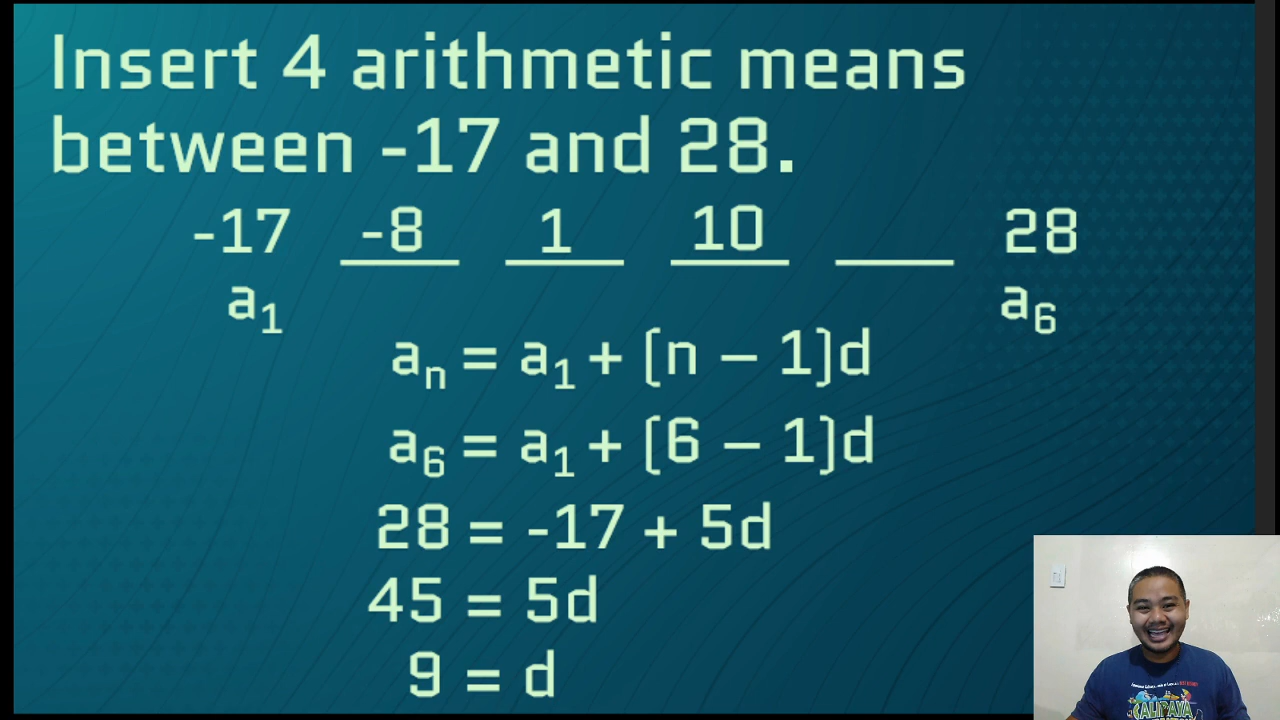 Insert 4 arithmetic means
between -17 and 28.
-17 -8 1 10 28
a₁ a₆
aₙ = a₁ + (n – 1)d
a₆ = a₁ + (6 – 1)d
28 = -17 + 5d
45 = 5d
9 = d
KALIPAYA